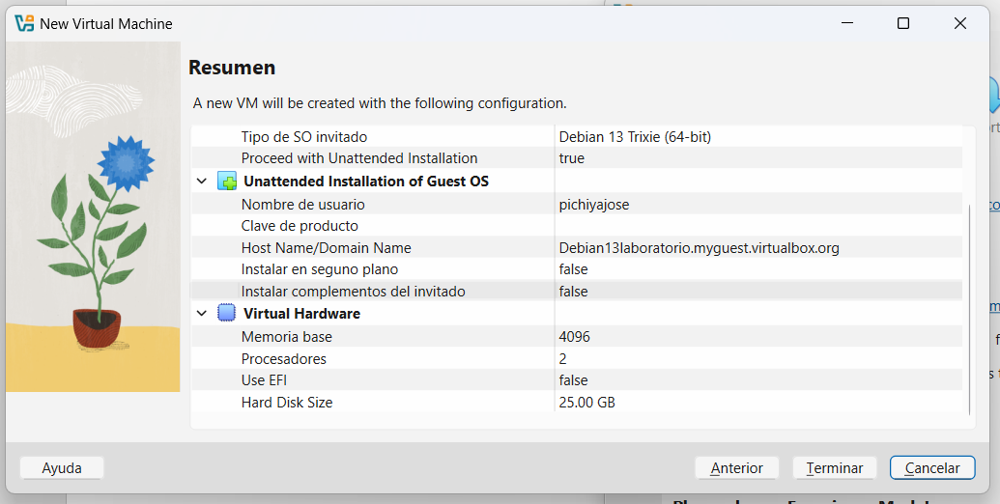 New Virtual Machine
Resumen
A new VM will be created with the following configuration.
Tipo de SO invitado Debian 13 Trixie (64-bit)
Proceed with Unattended Installation true
Unattended Installation of Guest OS
Nombre de usuario pichiyajose
Clave de producto
Host Name/Domain Name Debian13laboratorio.myguest.virtualbox.org
Instalar en seguno plano false
Instalar complementos del invitado false
Virtual Hardware
Memoria base 4096
Procesadores 2
Use EFI false
Hard Disk Size 25.00 GB
Ayuda Anterior Terminar Cancelar